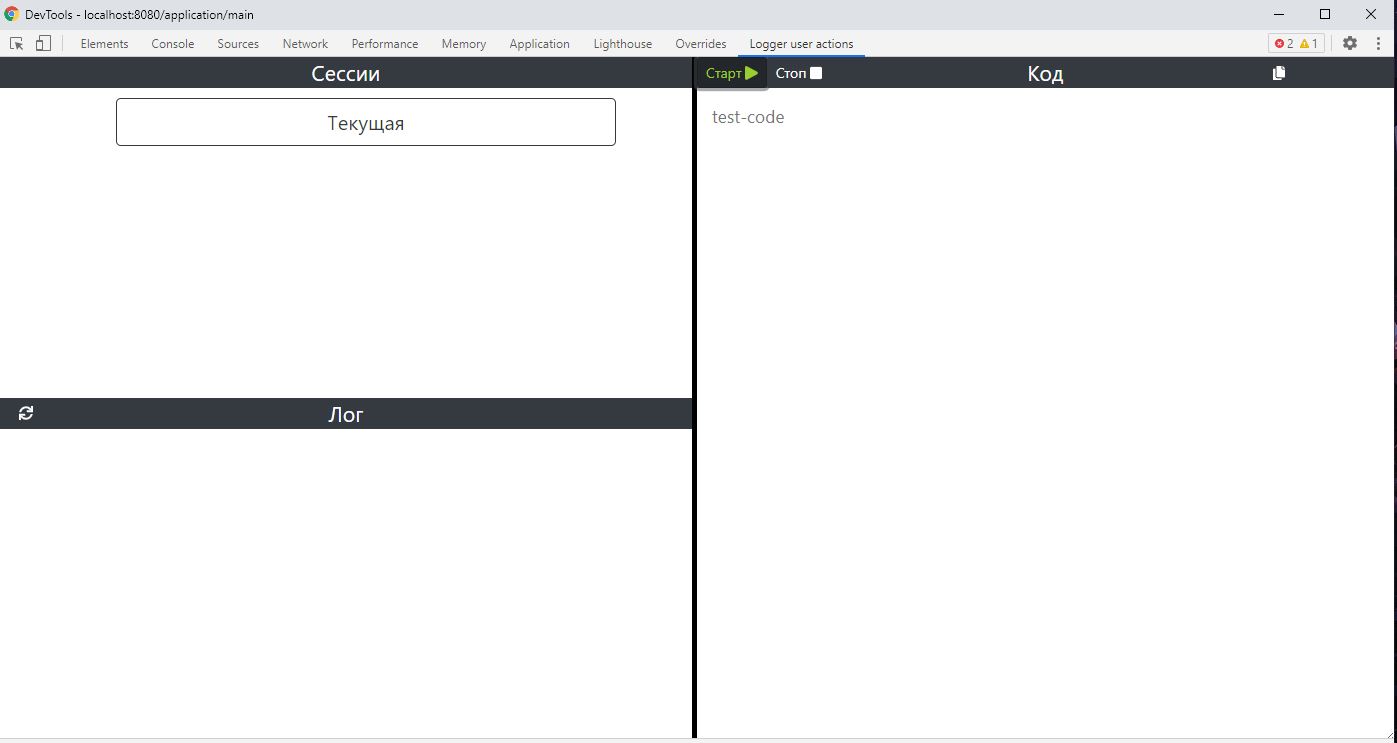 DevTools - localhost:8080/application/main
Elements Console Sources Network Performance Memory Application Lighthouse Overrides Logger user actions 2 1
Сессии
Старт Стоп Код
Текущая
test-code
Лог